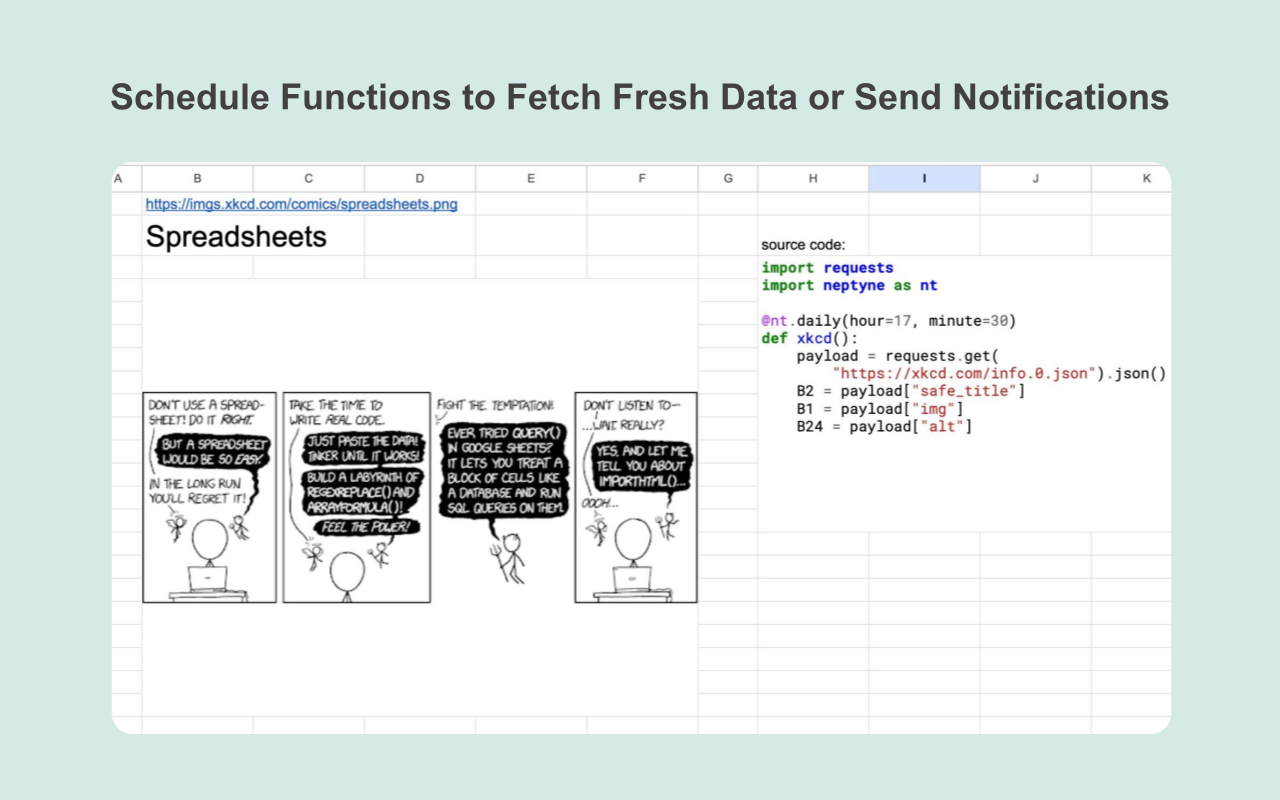 Schedule Functions to Fetch Fresh Data or Send Notifications
A B C D E F G H I J K
https://imgs.xkcd.com/comics/spreadsheets.png
Spreadsheets
DON'T USE A SPREAD-
SHEET! DO IT RIGHT.
BUT A SPREADSHEET
WOULD BE SO EASY.
IN THE LONG RUN
YOU'LL REGRET IT!
TAKE THE TIME TO
WRITE REAL CODE.
JUST PASTE THE DATA!
TINKER UNTIL IT WORKS!
BUILD A LABYRINTH OF
REGEXREPLACE() AND
ARRAYFORMULA()!
FEEL THE POWER!
FIGHT THE TEMPTATION!
EVER TRIED QUERY()
IN GOOGLE SHEETS?
IT LETS YOU TREAT A
BLOCK OF CELLS LIKE
A DATABASE AND RUN
SQL QUERIES ON THEM.
DON'T LISTEN TO—
...WAIT, REALLY?
YES, AND LET ME
TELL YOU ABOUT
IMPORTHTML()...
OOOH...
source code:
import requests
import neptyne as nt
@nt.daily(hour=17, minute=30)
def xkcd():
payload = requests.get(
"https://xkcd.com/info.0.json").json()
B2 = payload["safe_title"]
B1 = payload["img"]
B24 = payload["alt"]